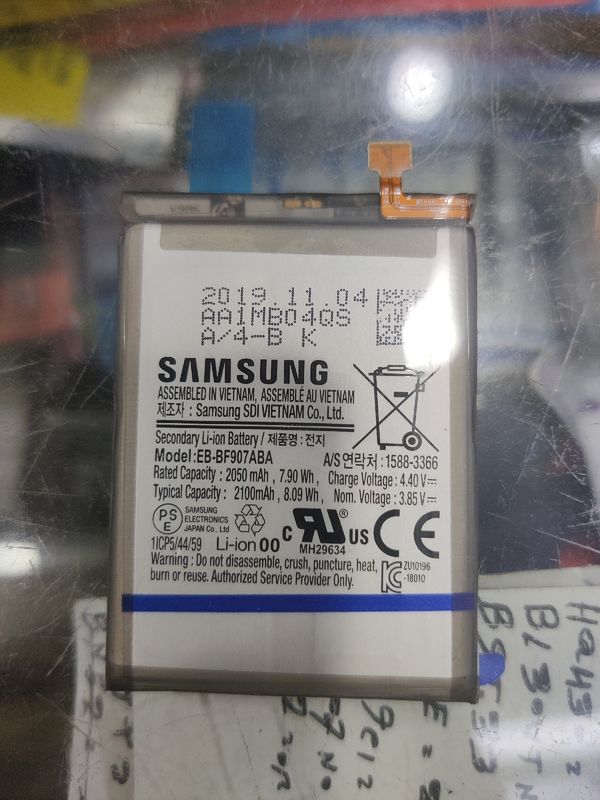 2019.11.04
AA1MB04QS
A/4-B K
SAMSUNG
ASSEMBLED IN VIETNAM, ASSEMBLÉ AU VIETNAM
제조자 : Samsung SDI VIETNAM Co., Ltd.
Secondary Li-ion Battery / 제품명 : 전지
Model: EB-BF907ABA A/S 연락처 : 1588-3366
Rated Capacity : 2050 mAh , 7.90 Wh , Charge Voltage : 4.40 V
Typical Capacity : 2100mAh , 8.09 Wh , Nom. Voltage : 3.85 V
PS E SAMSUNG ELECTRONICS JAPAN Co., Ltd
C RU ® US CE
1ICP5/44/59 Li-ion 00 MH29634
Warning : Do not disassemble, crush, puncture, heat,
burn or reuse. Authorized Service Provider Only.
KC ZU10196
-18010